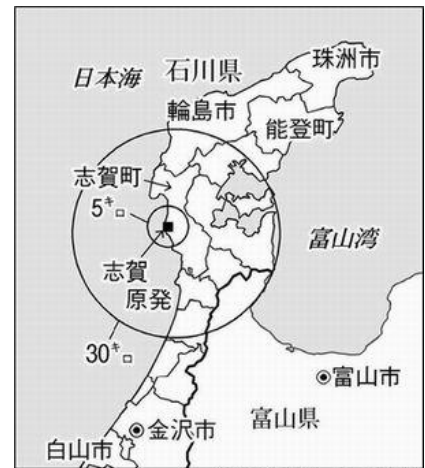 日本海
石川県
珠洲市
輪島市
能登町
志賀町
5㌔
志賀
原発
富山湾
30㌔
富山市
金沢市
富山県
白山市